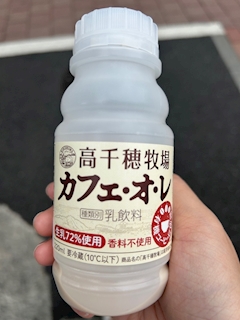 高千穂牧場
カフェ・オ・レ
種類別 乳飲料
生乳72%使用 香料不使用
要冷蔵(10℃以下)